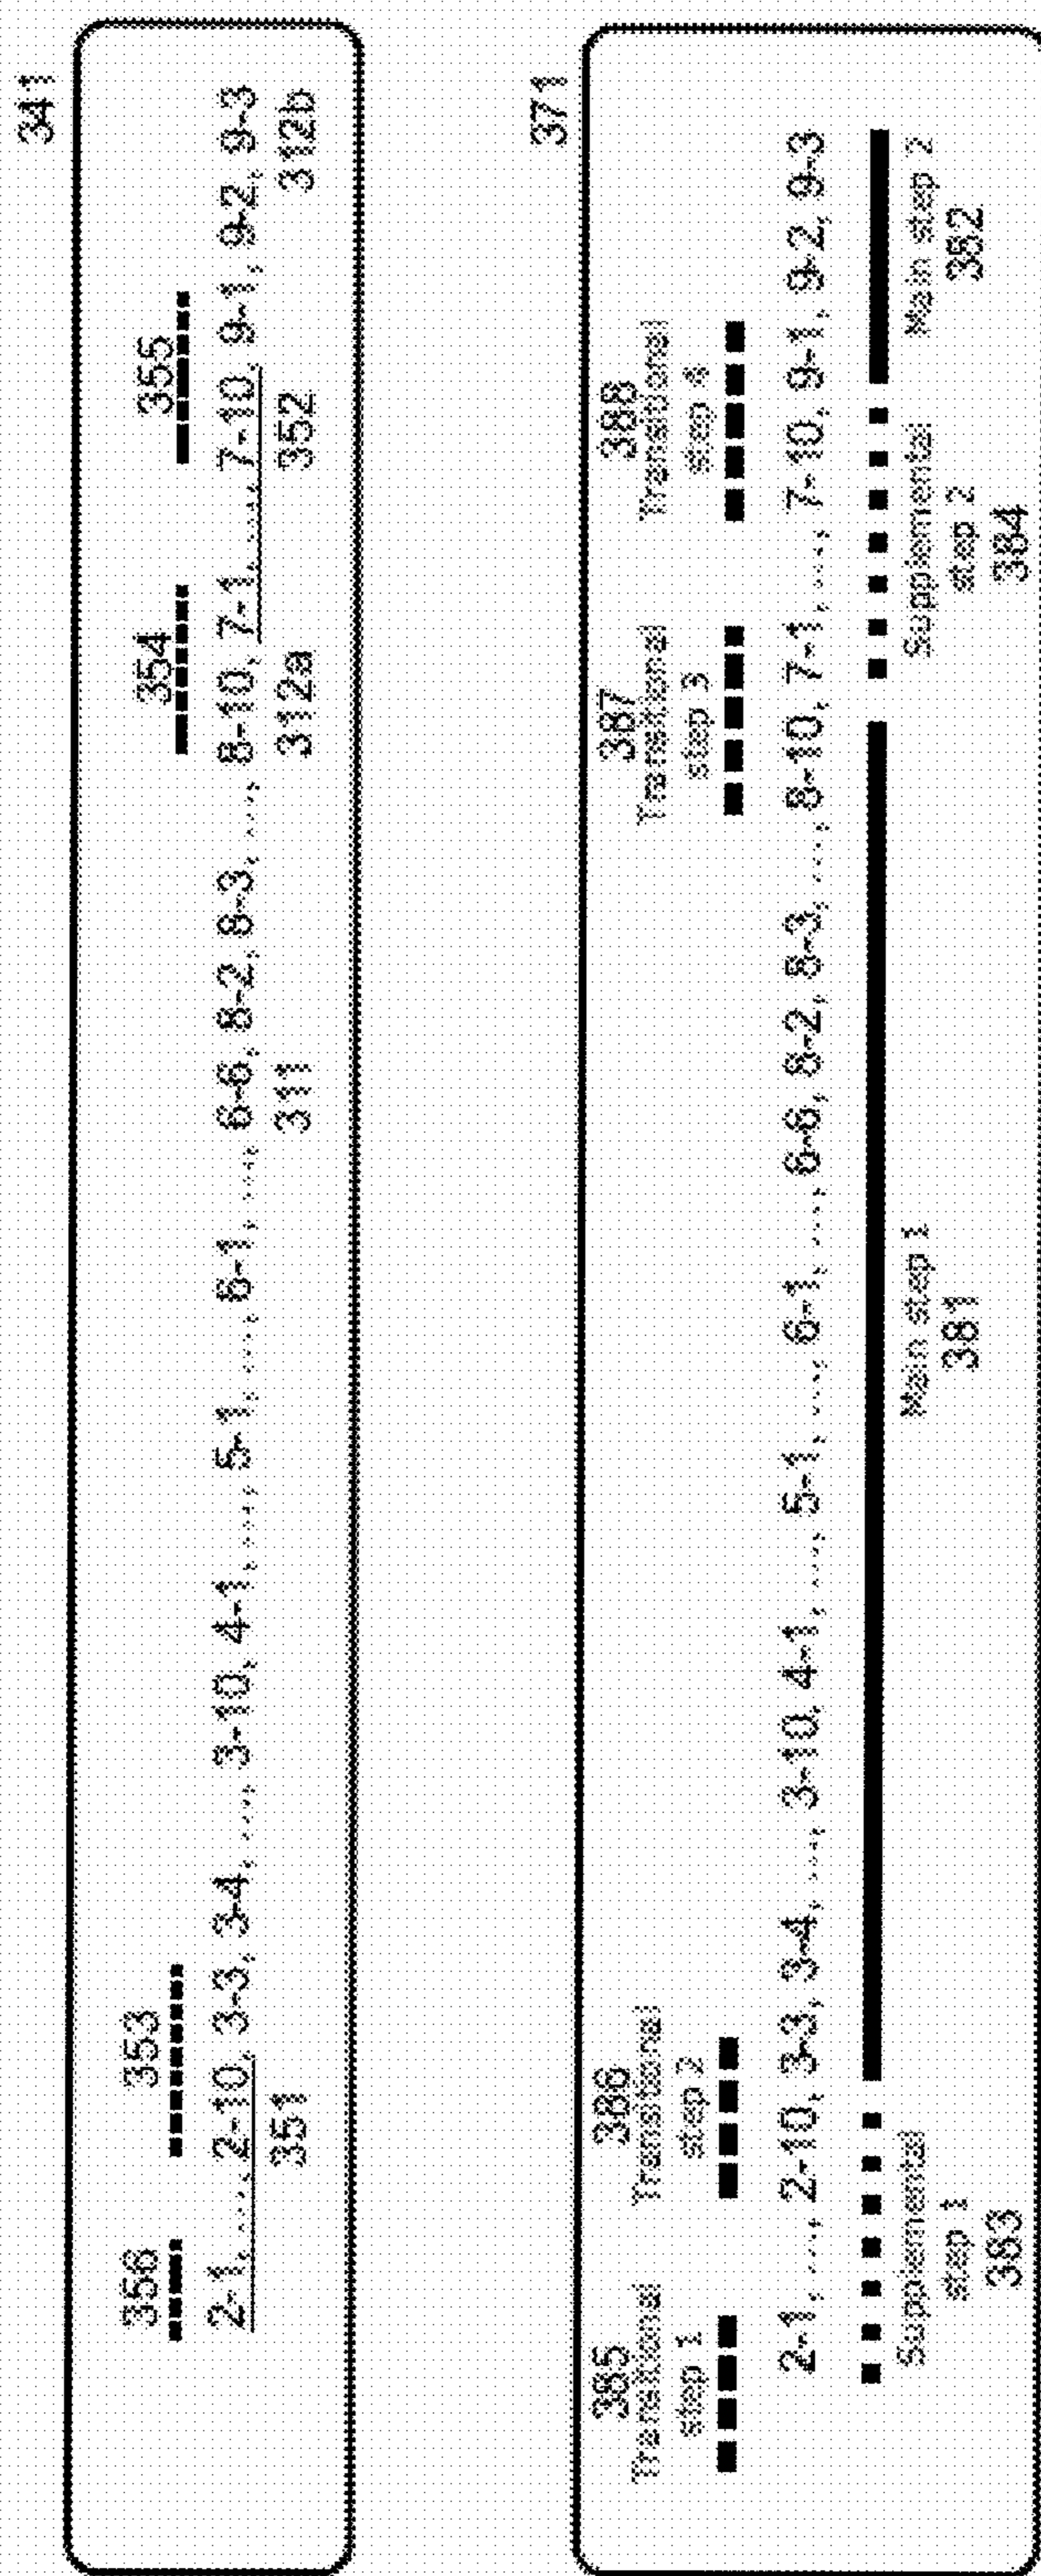 341
356 353 354 355
2-1, ..., 2-10, 3-3, 3-4, ..., 3-10, 4-1, ..., 5-1, ..., 6-1, ..., 6-6, 8-2, 8-3, ..., 8-10, 7-1, ..., 7-10, 9-1, 9-2, 9-3
351 311 312a 352 312b
371
385 386 387 388
Transitional Transitional Transitional Transitional
step 1 step 2 step 3 step 4
2-1, ..., 2-10, 3-3, 3-4, ..., 3-10, 4-1, ..., 5-1, ..., 6-1, ..., 6-6, 8-2, 8-3, ..., 8-10, 7-1, ..., 7-10, 9-1, 9-2, 9-3
Supplemental Main step 1 Supplemental Main step 2
step 1 381 step 2 382
383 384